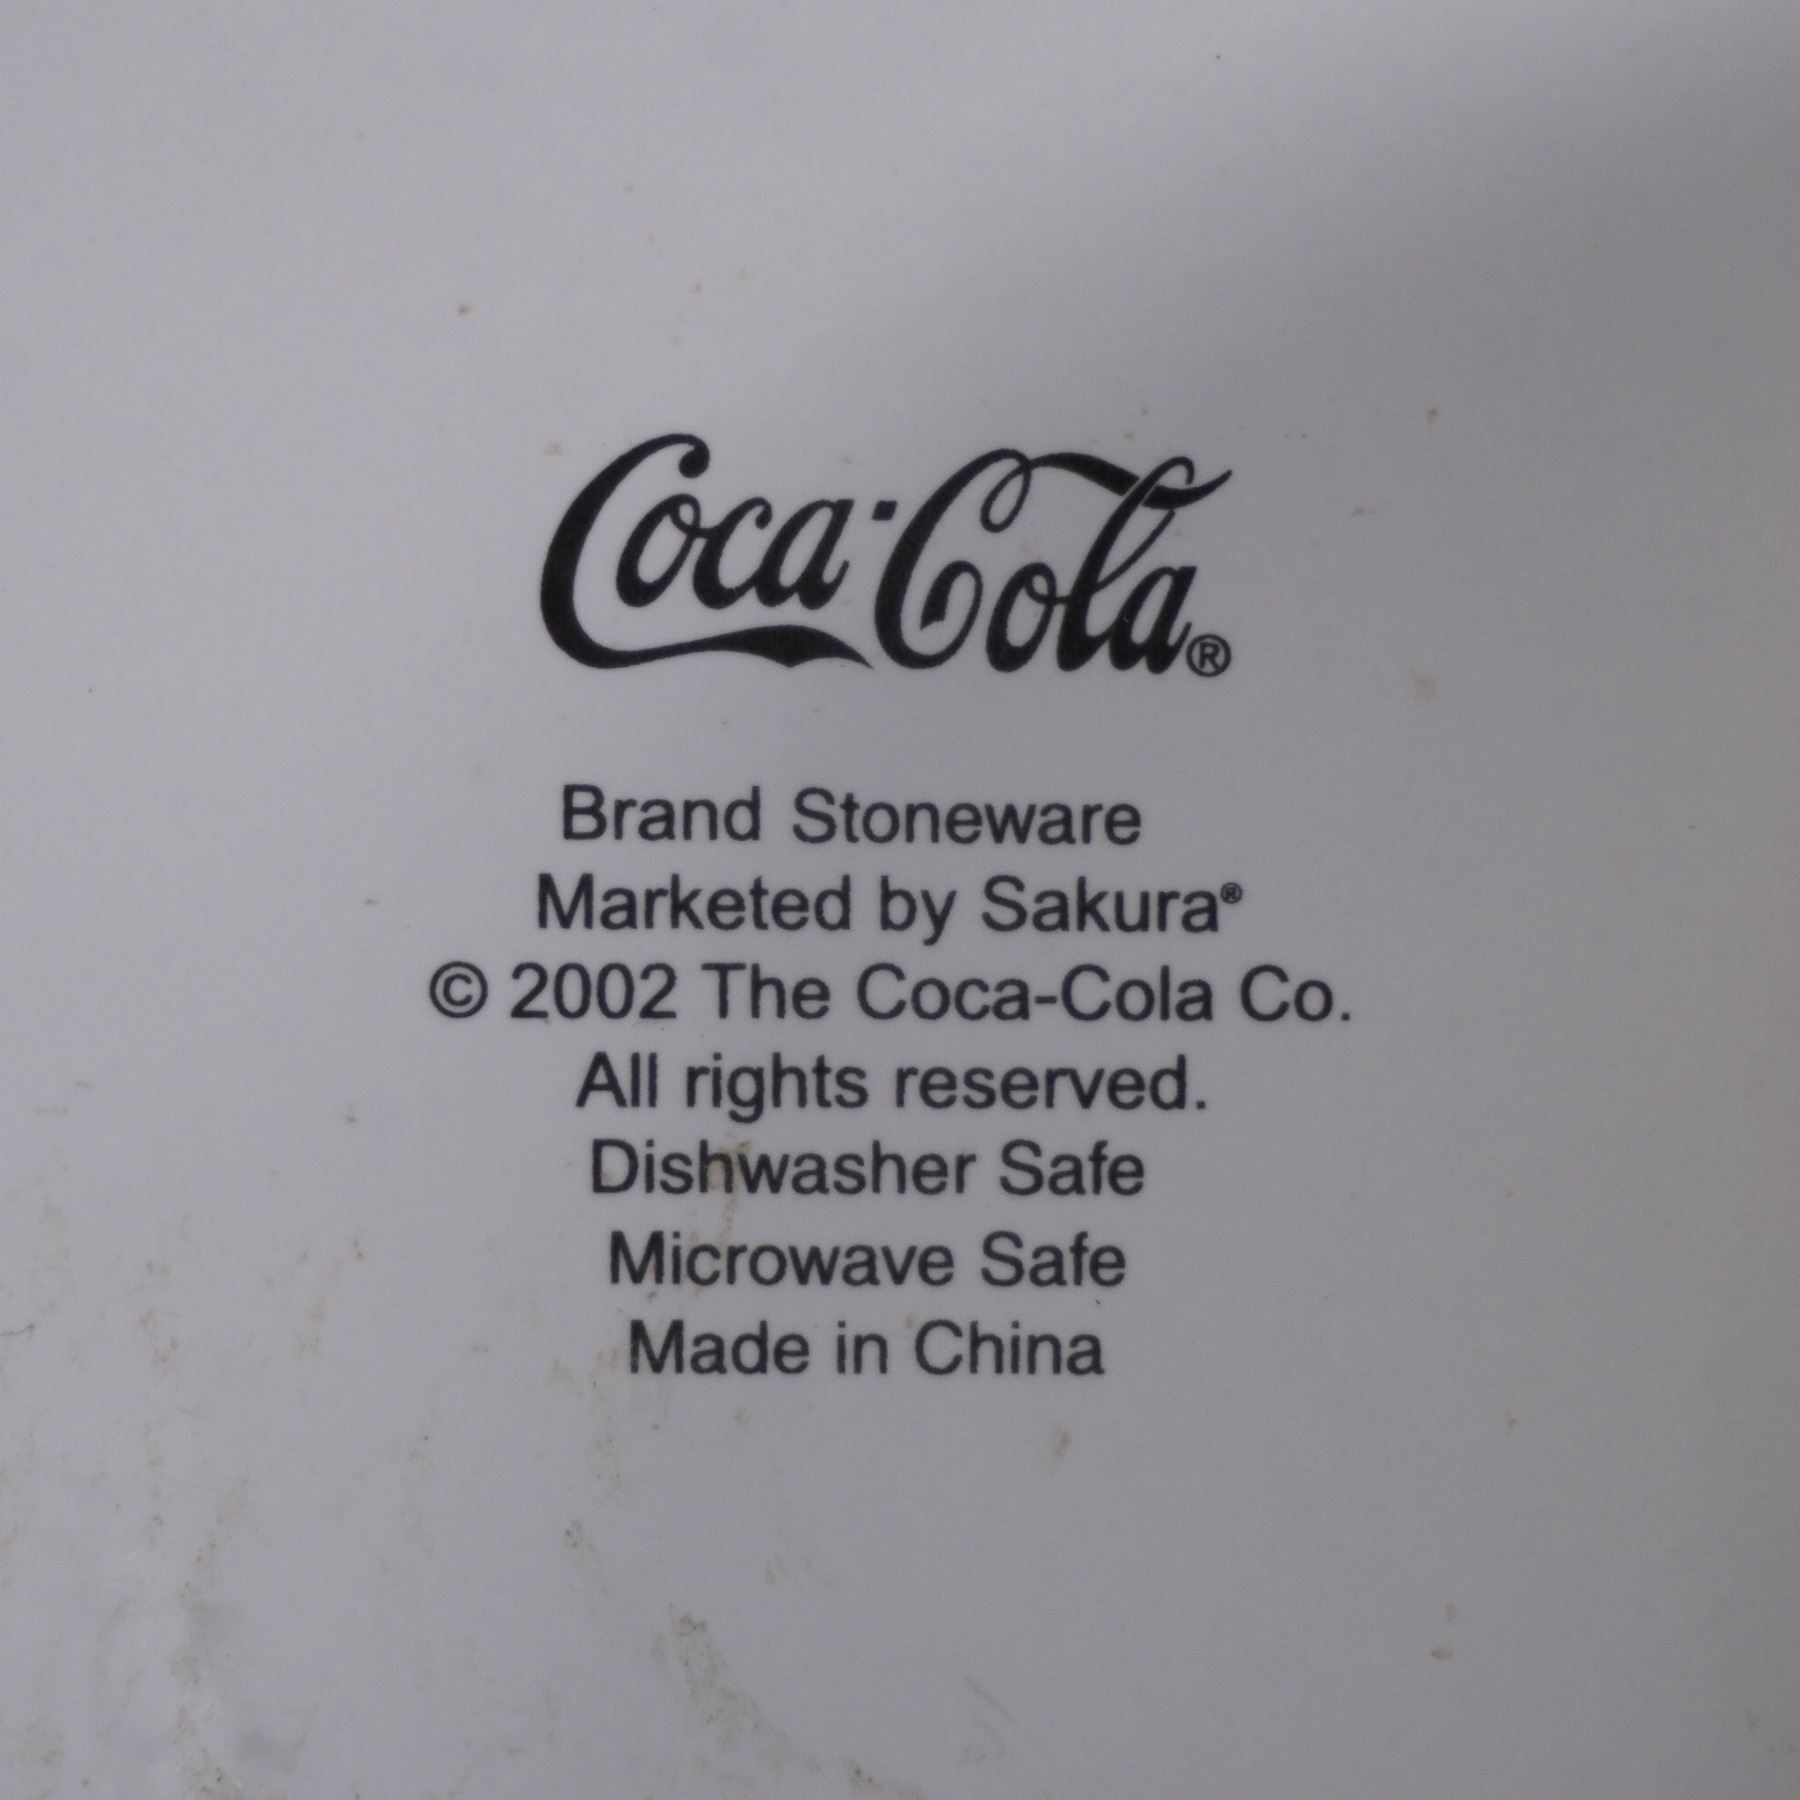 Coca-Cola®
Brand Stoneware
Marketed by Sakura®
© 2002 The Coca-Cola Co.
All rights reserved.
Dishwasher Safe
Microwave Safe
Made in China